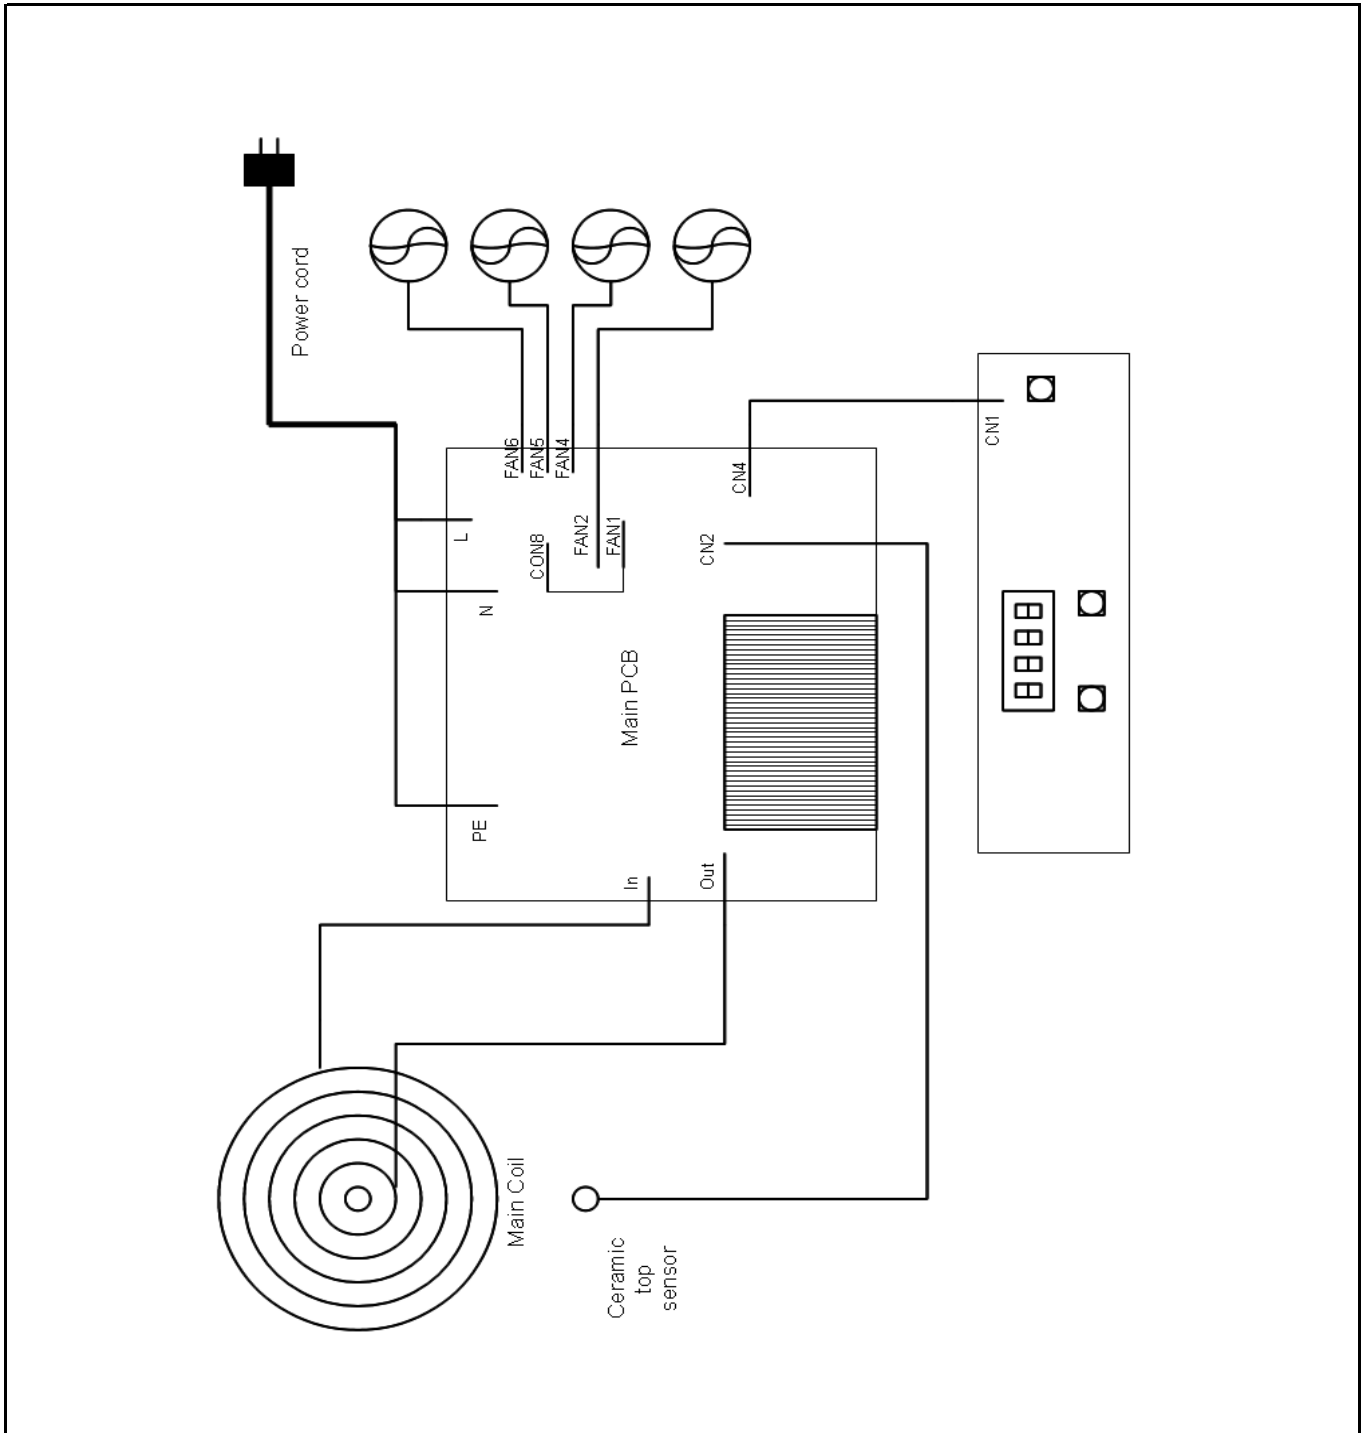 Power cord
FAN6
FAN5
FAN4
CN4
CN1
L
N
CON8
FAN2
FAN1
CN2
Main PCB
PE
In
Out
Main Coil
Ceramic
top
sensor